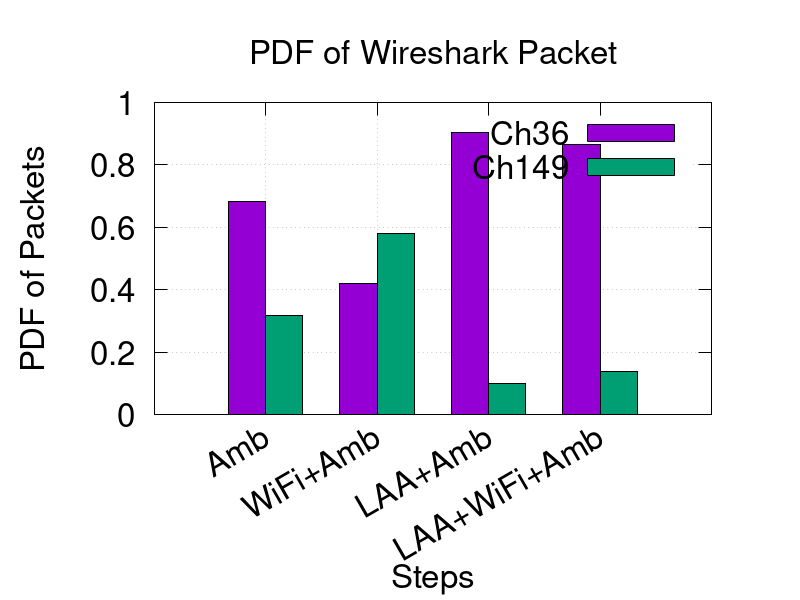 PDF of Wireshark Packet
PDF of Packets
1
0.8
0.6
0.4
0.2
0
Ch36
Ch149
Amb
WiFi+Amb
LAA+Amb
LAA+WiFi+Amb
Steps